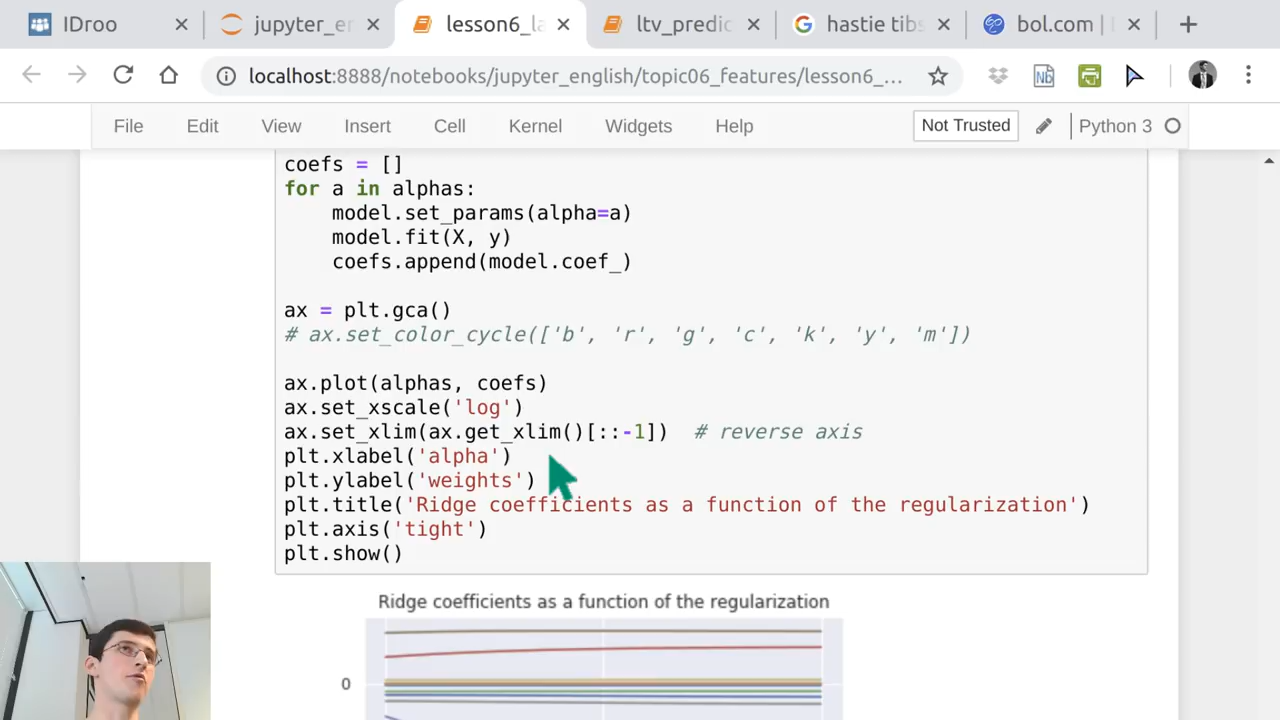 IDroo
jupyter_e
lesson6_la
ltv_predic
hastie tibs
bol.com |
localhost:8888/notebooks/jupyter_english/topic06_features/lesson6_...
Nb
File Edit View Insert Cell Kernel Widgets Help Not Trusted Python 3
coefs = []
for a in alphas:
    model.set_params(alpha=a)
    model.fit(X, y)
    coefs.append(model.coef_)
ax = plt.gca()
# ax.set_color_cycle(['b', 'r', 'g', 'c', 'k', 'y', 'm'])
ax.plot(alphas, coefs)
ax.set_xscale('log')
ax.set_xlim(ax.get_xlim()[::-1])  # reverse axis
plt.xlabel('alpha')
plt.ylabel('weights')
plt.title('Ridge coefficients as a function of the regularization')
plt.axis('tight')
plt.show()
Ridge coefficients as a function of the regularization
0